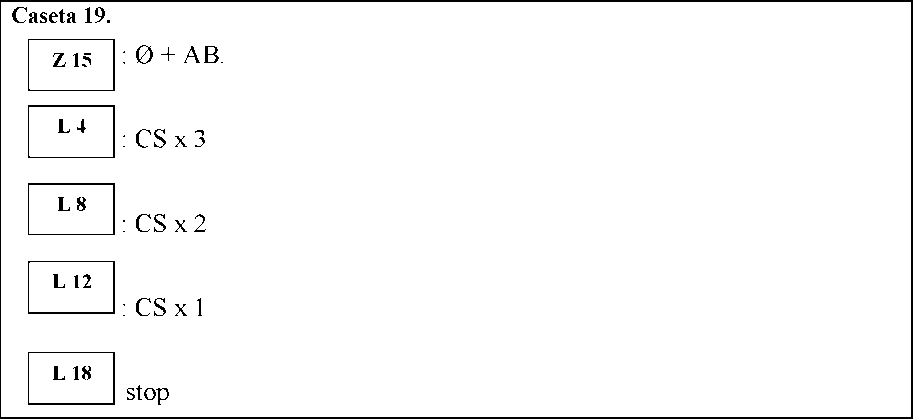 Caseta 19.
Z 15 : Ø + AB.
L 4 : CS x 3
L 8 : CS x 2
L 12 : CS x 1
L 18 stop